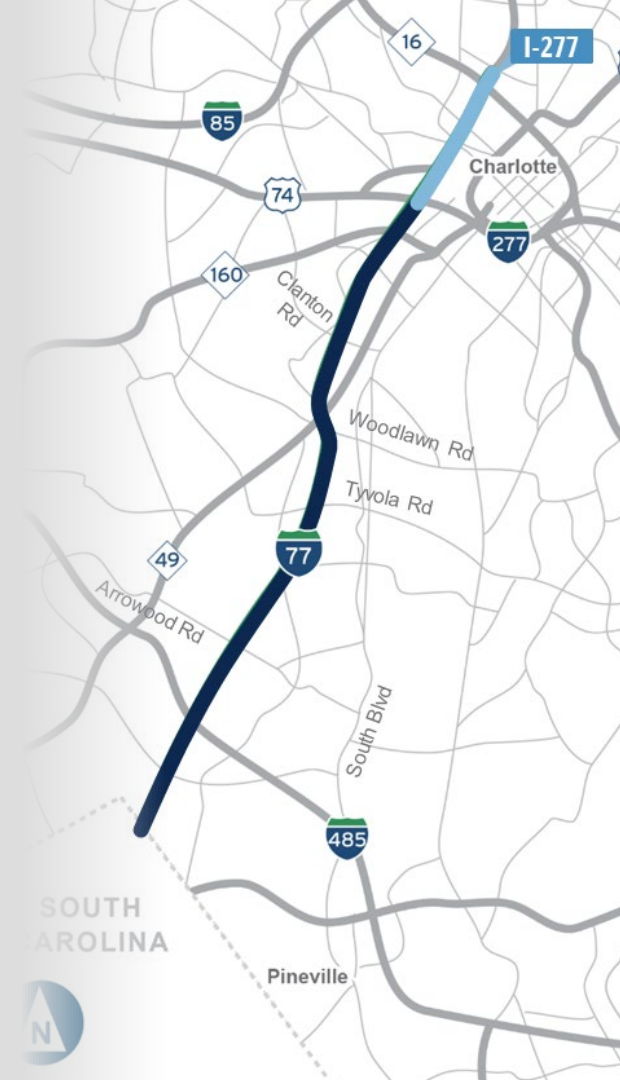 I-277
16
85
Charlotte
74
277
160
Clanton
Rd
Woodlawn Rd
Tyvola Rd
77
49
Arrowood Rd
South Blvd
485
SOUTH
CAROLINA
Pineville
N